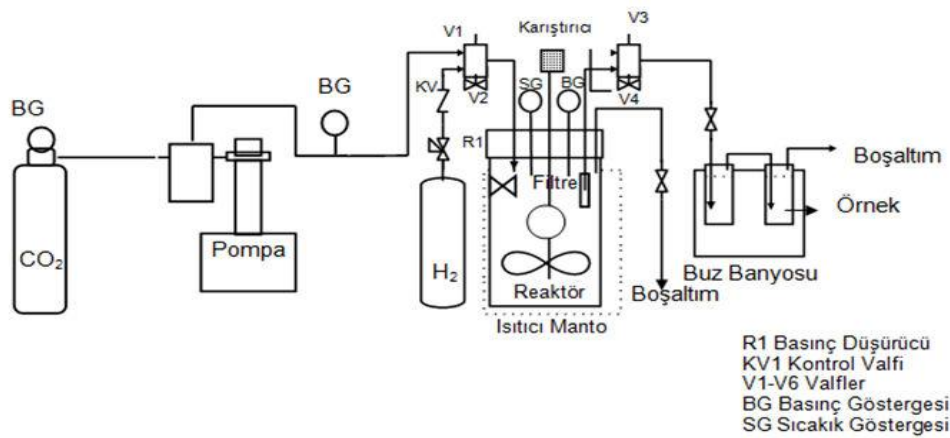 V1
Karıştırıcı
V3
BG
BG
KV
V2
SG
BG
V4
R1
Filtre
Boşaltım
Örnek
CO₂
Pompa
H₂
Reaktör
Boşaltım
Buz Banyosu
Isıtıcı Manto
R1 Basınç Düşürücü
KV1 Kontrol Valfi
V1-V6 Valfler
BG Basınç Göstergesi
SG Sıcakık Göstergesi